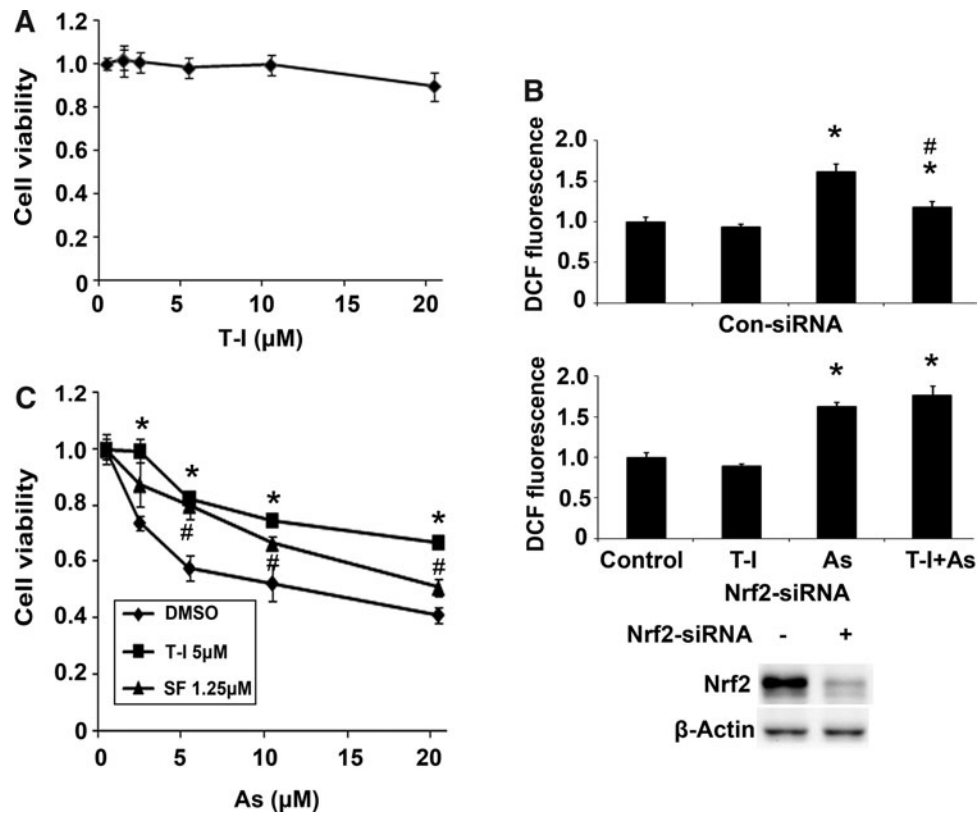 A
1.2
1.0
0.8
0.6
0.4
0.2
0
Cell viability
0 5 10 15 20
T-I (µM)
B
DCF fluorescence
2.0
1.5
1.0
0.5
0
*
#
*
Con-siRNA
DCF fluorescence
2.0
1.5
1.0
0.5
0
*
*
Control T-I As T-I+As
Nrf2-siRNA
Nrf2-siRNA - +
Nrf2
β-Actin
C
1.2
1.0
0.8
0.6
0.4
0.2
0
Cell viability
*
*
*
*
#
#
#
DMSO
T-I 5µM
SF 1.25µM
0 5 10 15 20
As (µM)